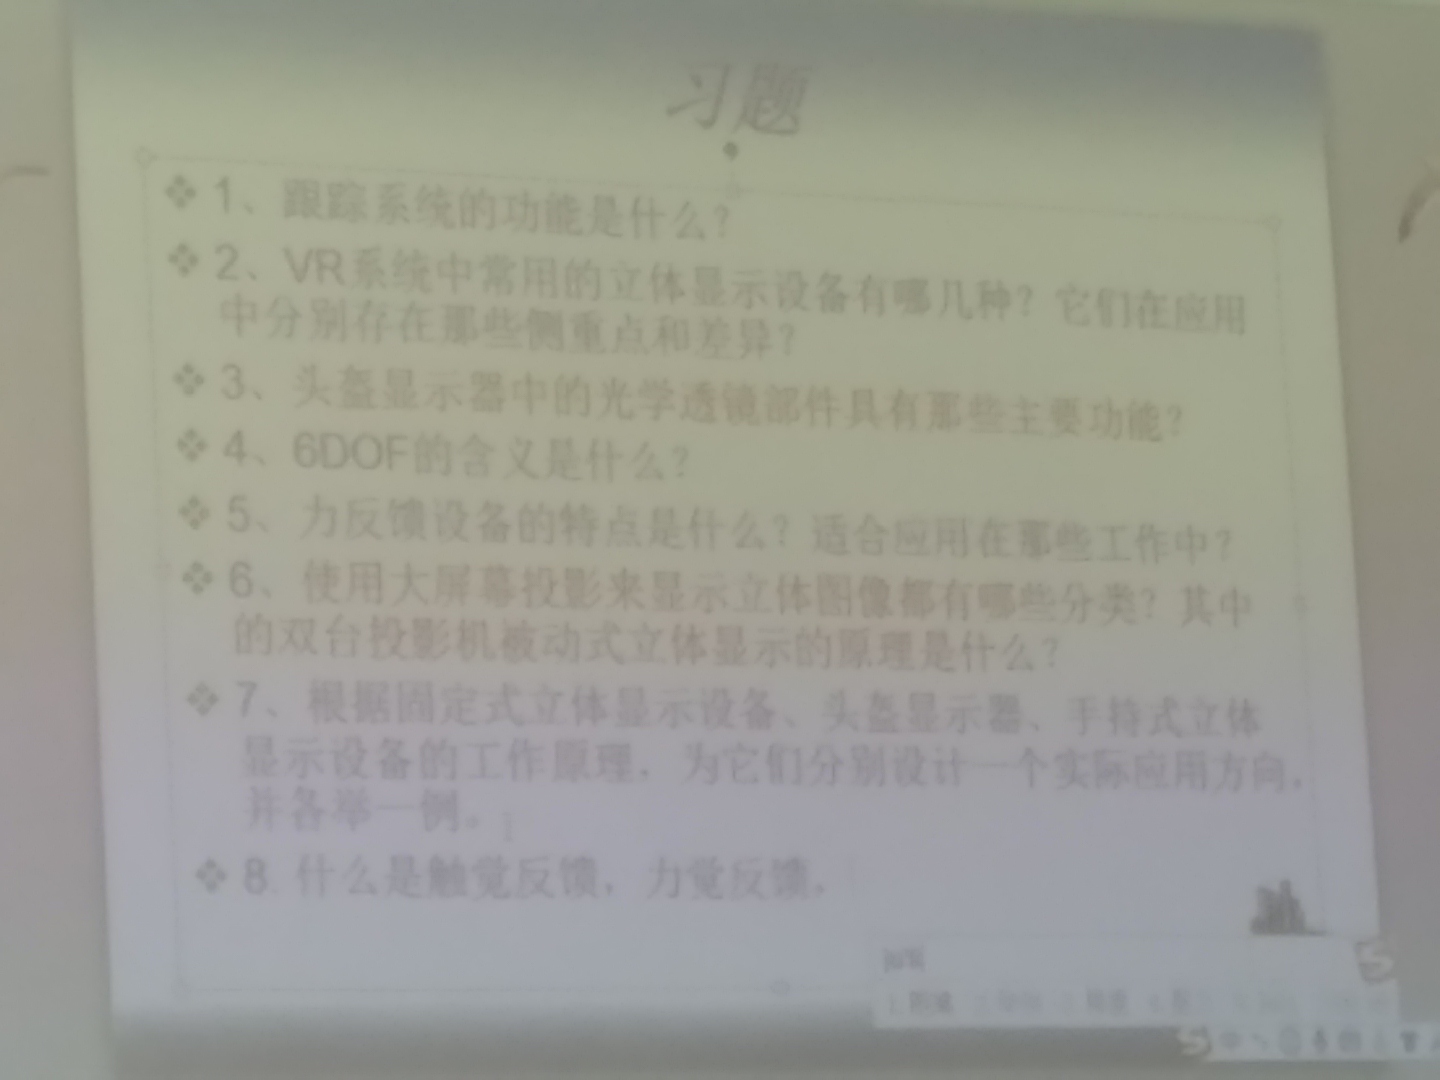 习题
❖ 1、跟踪系统的功能是什么?
❖ 2、VR系统中常用的立体显示设备有哪几种? 它们在应用
中分别存在那些侧重点和差异?
❖ 3、头盔显示器中的光学透镜部件具有那些主要功能?
❖ 4、6DOF的含义是什么?
❖ 5、力反馈设备的特点是什么? 适合应用在那些工作中?
❖ 6、使用大屏幕投影来显示立体图像都有哪些分类? 其中
的双台投影机被动式立体显示的原理是什么?
❖ 7、根据固定式立体显示设备、头盔显示器、手持式立体
显示设备的工作原理, 为它们分别设计一个实际应用方向,
并各举一例。
❖ 8. 什么是触觉反馈, 力觉反馈,